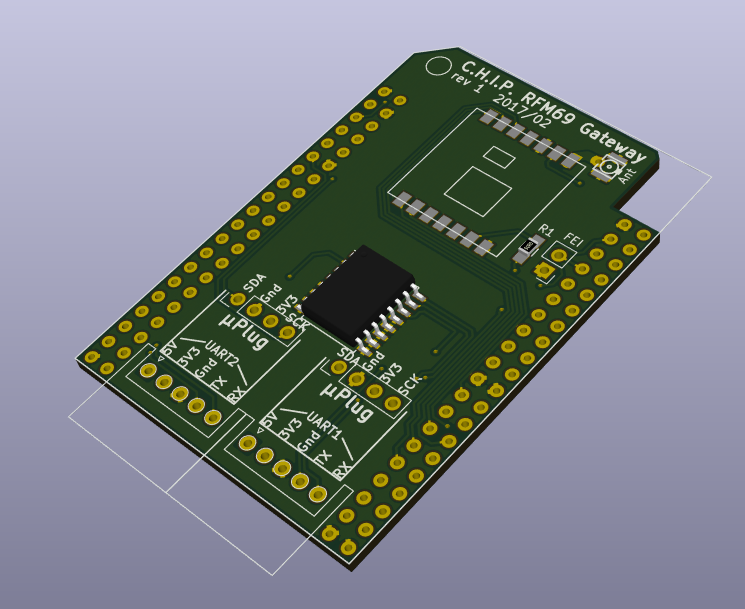 C.H.I.P. RFM69 Gateway
rev 1 2017/02
Ant
R1 FEI
SDA
Gnd
3V3
SCK
µPlug
5V
3V3
Gnd
TX
RX
UART2
SDA
Gnd
3V3
SCK
µPlug
5V
3V3
Gnd
TX
RX
UART1